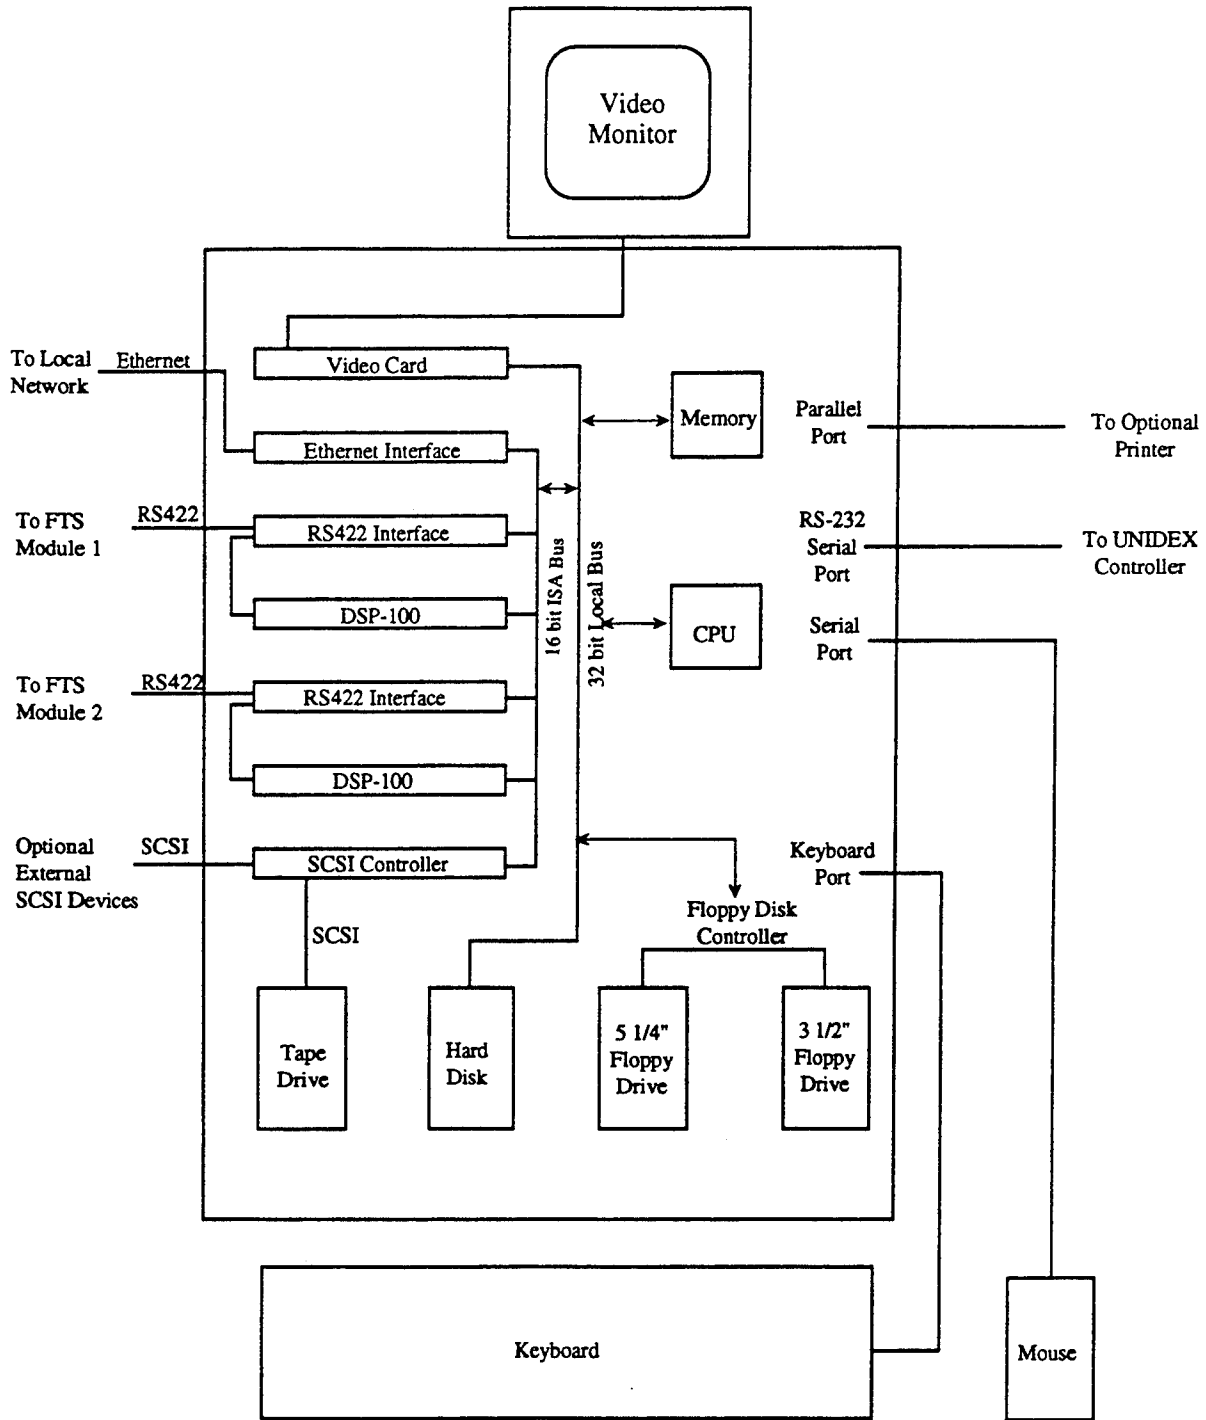 Video
Monitor
To Local
Network
Ethernet
Video Card
Memory
Parallel
Port
To Optional
Printer
Ethernet Interface
To FTS
Module 1
RS422
RS422 Interface
16 bit ISA Bus
32 bit Local Bus
RS-232
Serial
Port
To UNIDEX
Controller
DSP-100
CPU
Serial
Port
To FTS
Module 2
RS422
RS422 Interface
DSP-100
Optional
External
SCSI Devices
SCSI
SCSI Controller
Keyboard
Port
SCSI
Floppy Disk
Controller
Tape
Drive
Hard
Disk
5 1/4"
Floppy
Drive
3 1/2"
Floppy
Drive
Keyboard
Mouse